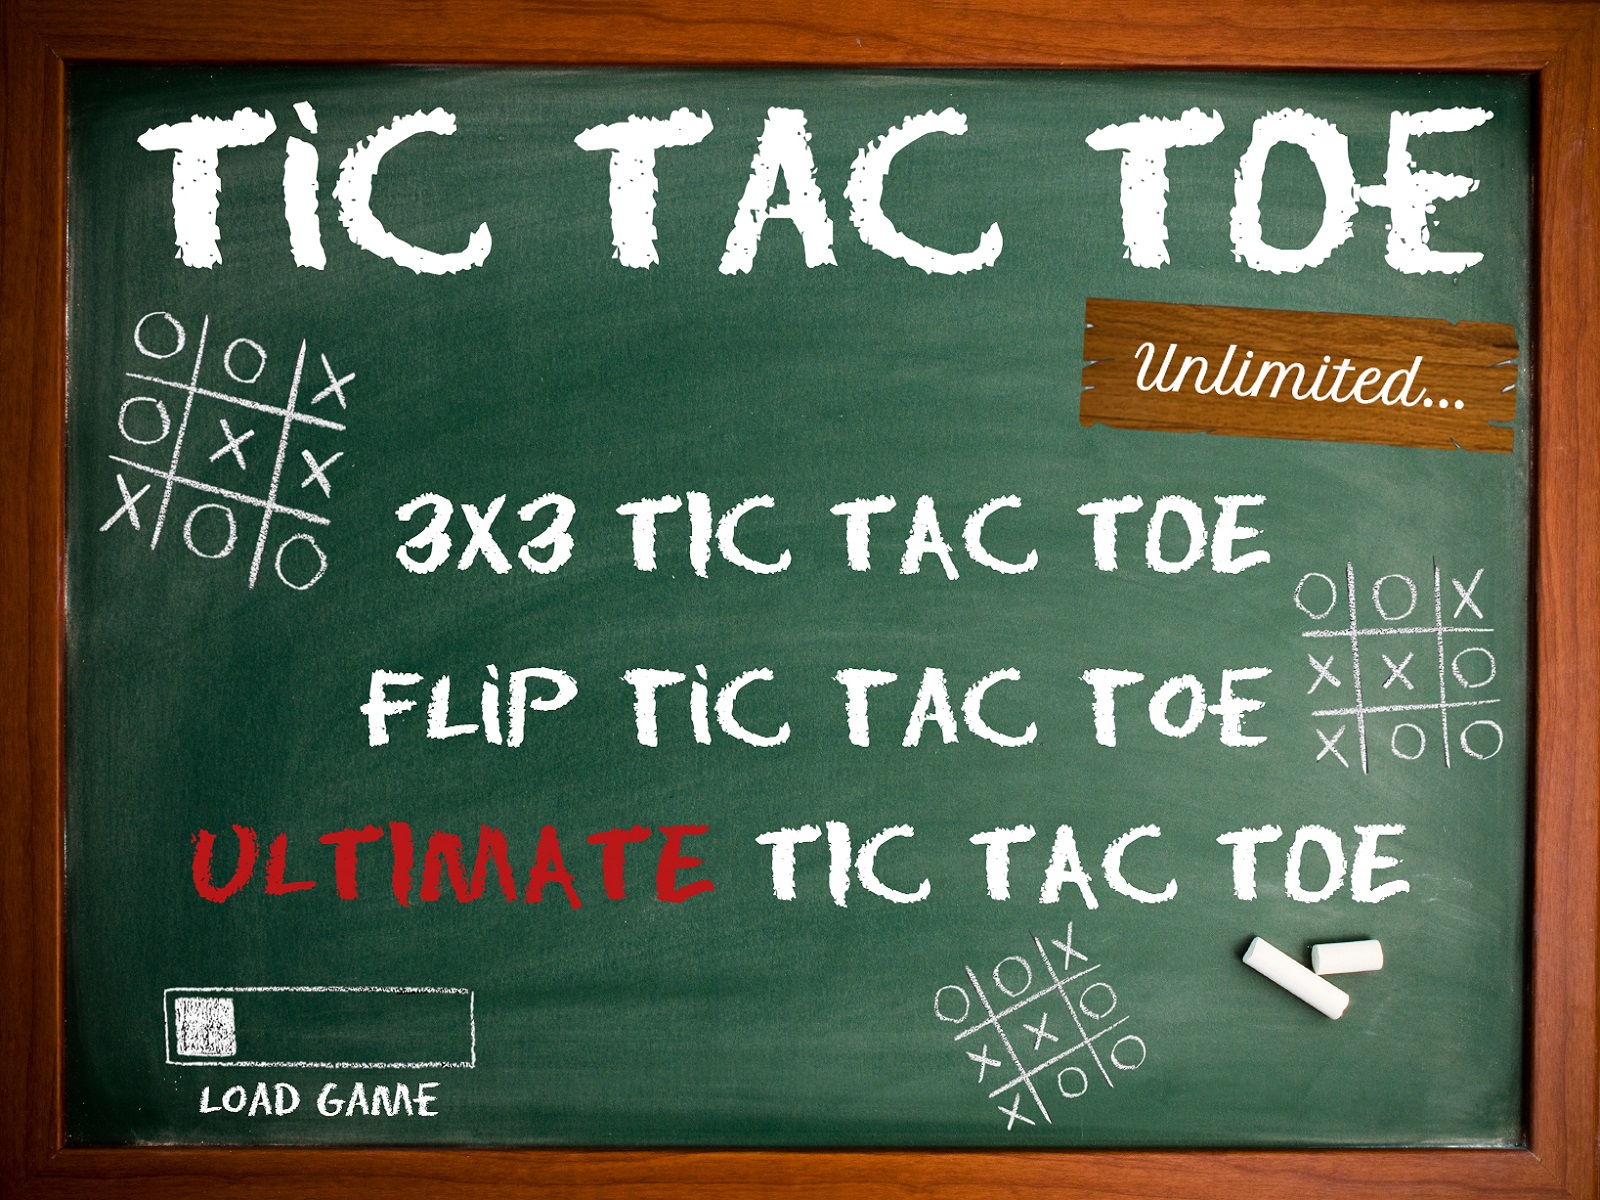 TiC TAC TOE
Unlimited...
3X3 TIC TAC TOE
FLiP TiC TAC TOE
ULTIMATE TIC TAC TOE
LOAD GAME
O O X
O X X
X O O
O O X
X X O
X O O
O O X
X X O
X O O